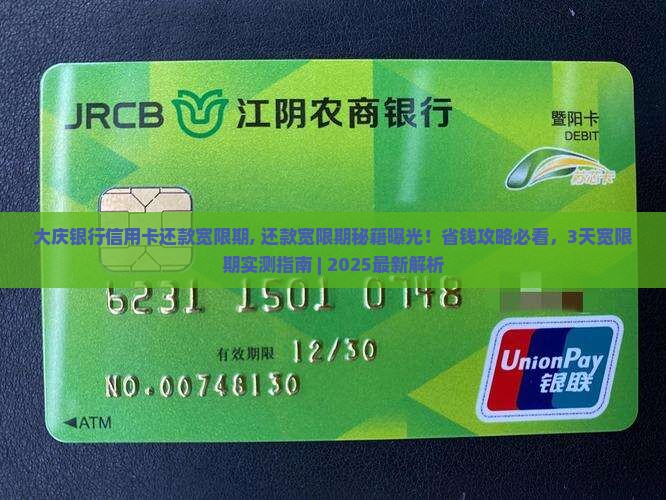 JRCB 江阴农商银行
暨阳卡
DEBIT
苏芯卡
大庆银行信用卡还款宽限期, 还款宽限期秘籍曝光！省钱攻略必看，3天宽限
期实测指南 | 2025最新解析
6231 1501 0748
有效期限 12/30
NO.00748130
UnionPay
银联
◄ATM